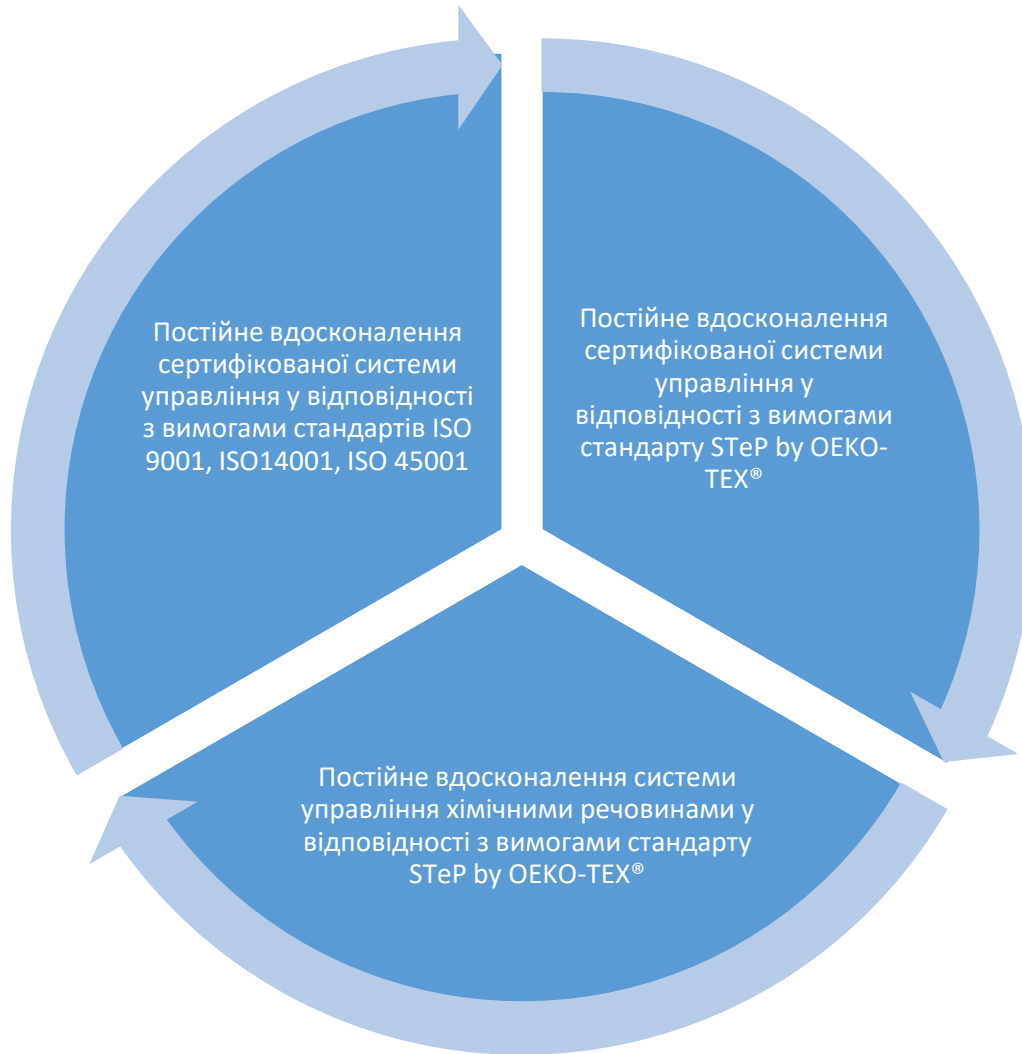 Постійне вдосконалення
сертифікованої системи
управління у відповідності
з вимогами стандартів ISO
9001, ISO14001, ISO 45001
Постійне вдосконалення
сертифікованої системи
управління у
відповідності з вимогами
стандарту STeP by OEKO-
TEX®
Постійне вдосконалення системи
управління хімічними речовинами у
відповідності з вимогами стандарту
STeP by OEKO-TEX®